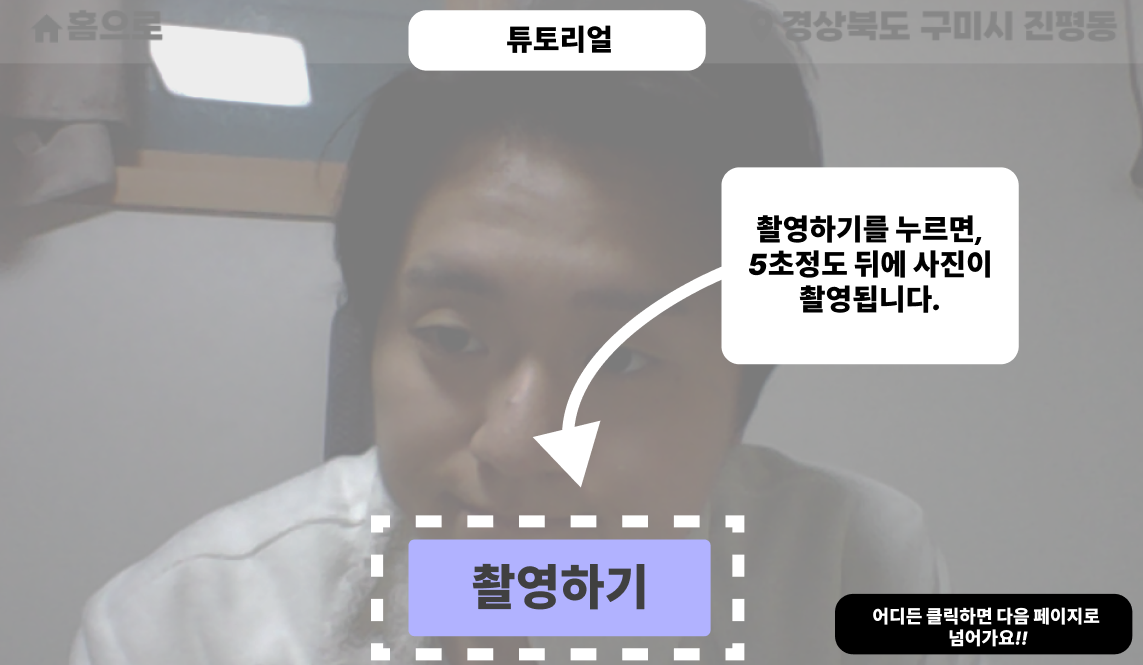 홈으로
튜토리얼
경상북도 구미시 진평동
촬영하기를 누르면,
5초정도 뒤에 사진이
촬영됩니다.
촬영하기
어디든 클릭하면 다음 페이지로
넘어가요!!